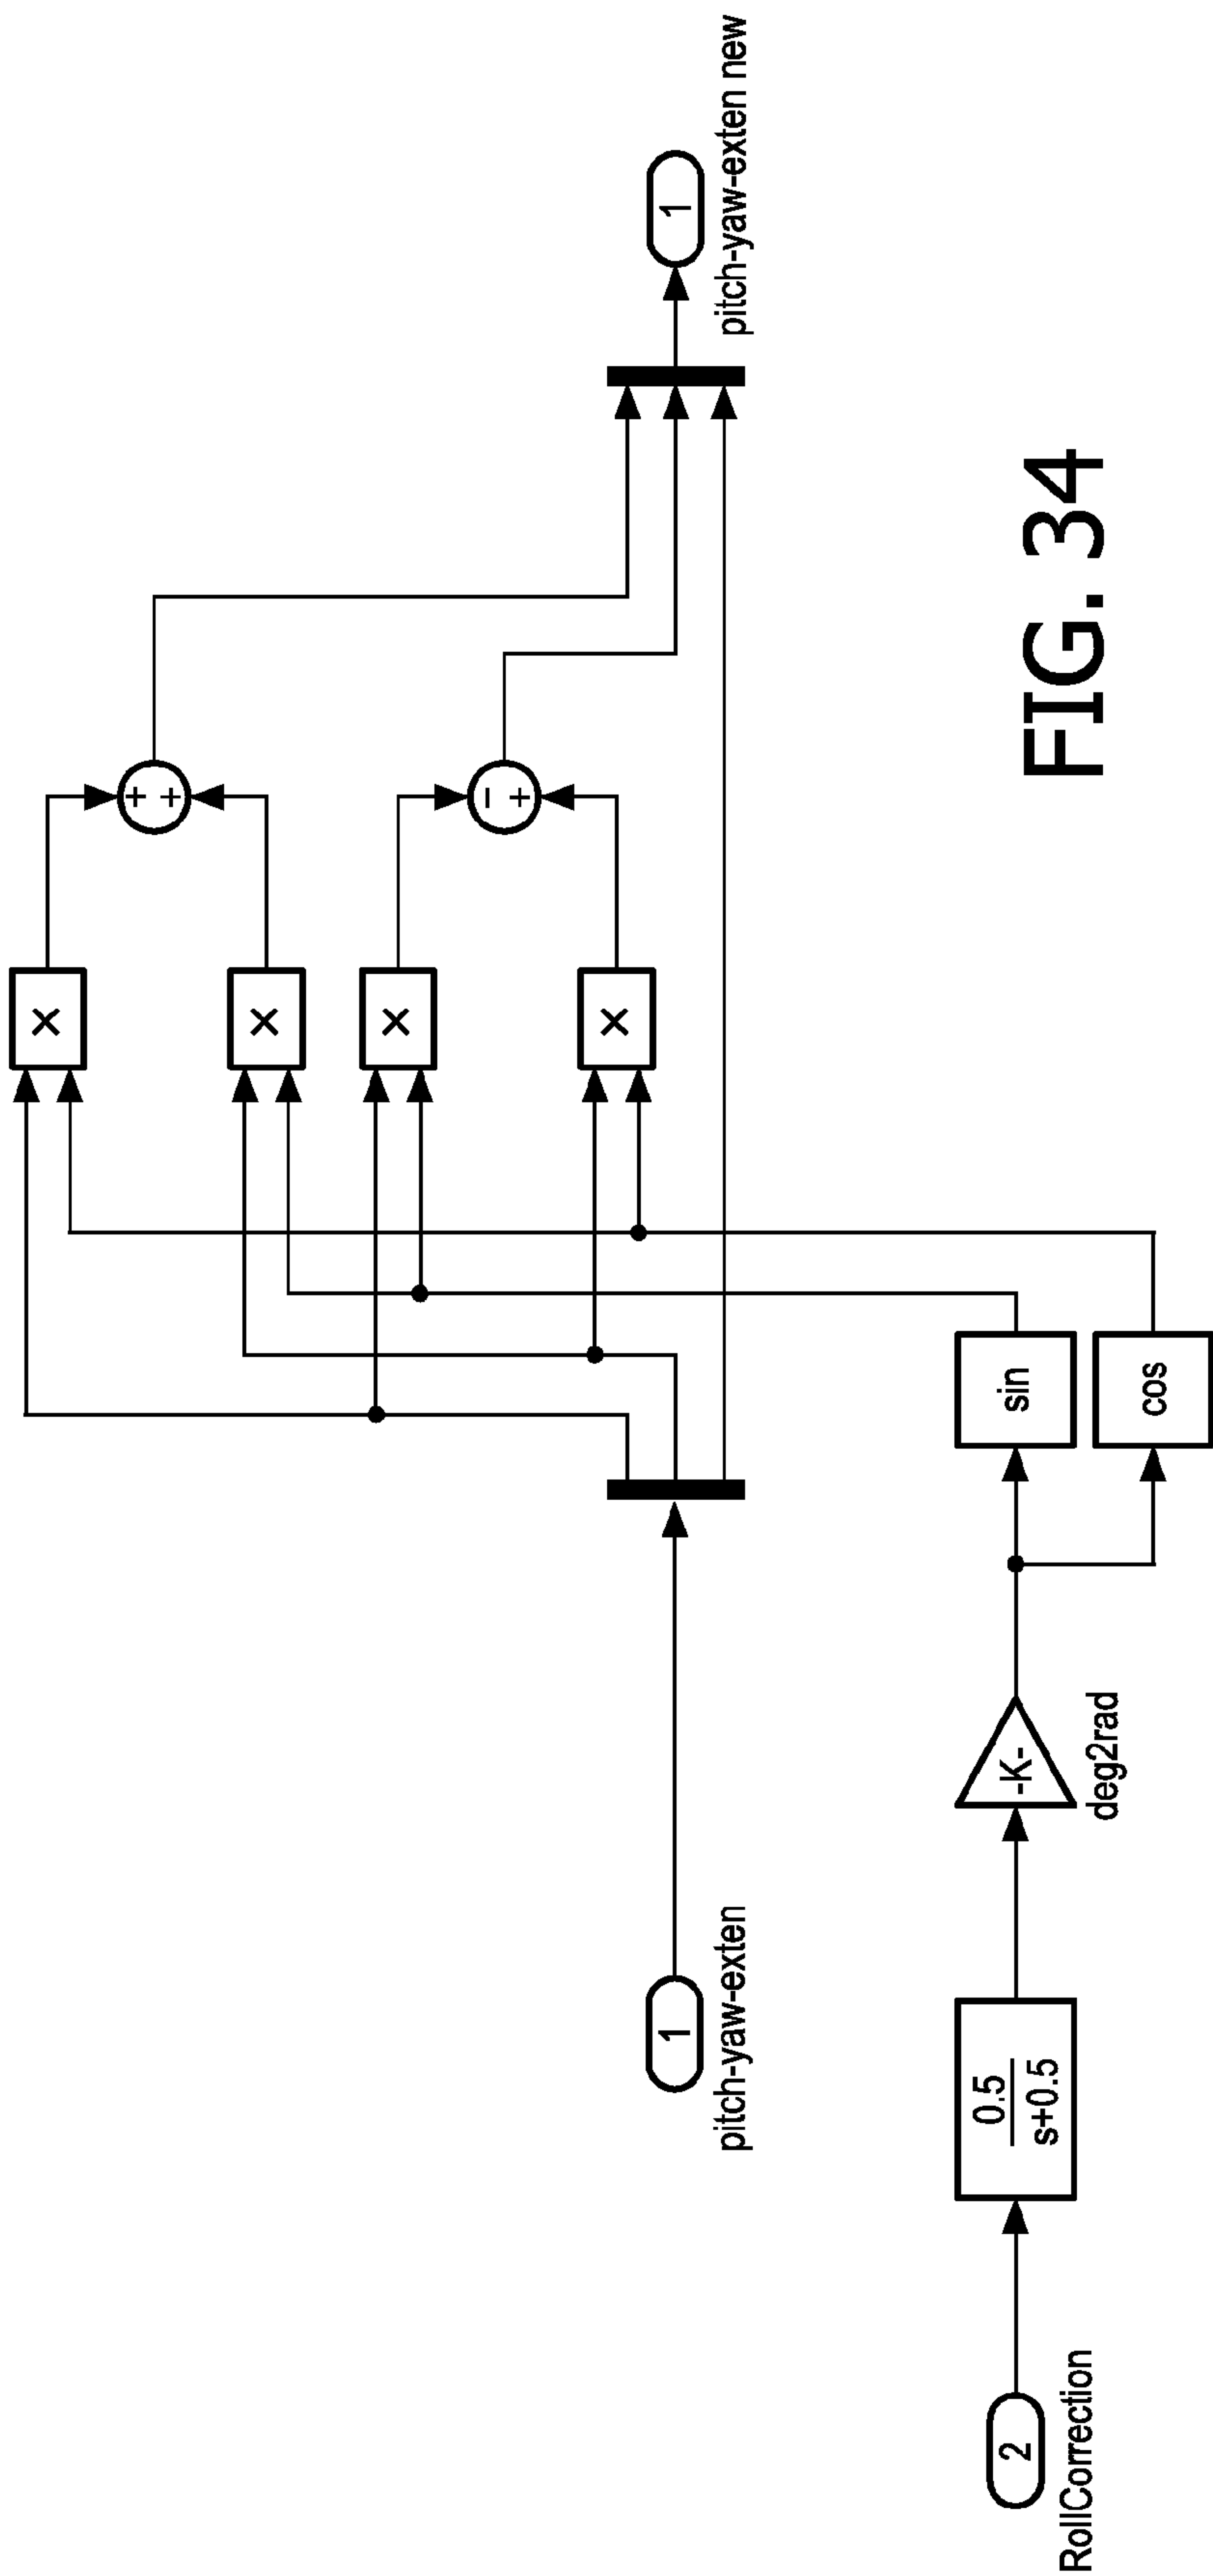 ×
×
×
×
+
+
−
+
1
pitch-yaw-exten new
1
pitch-yaw-exten
sin
cos
2
RollCorrection
0.5
s+0.5
-K-
deg2rad
FIG. 34